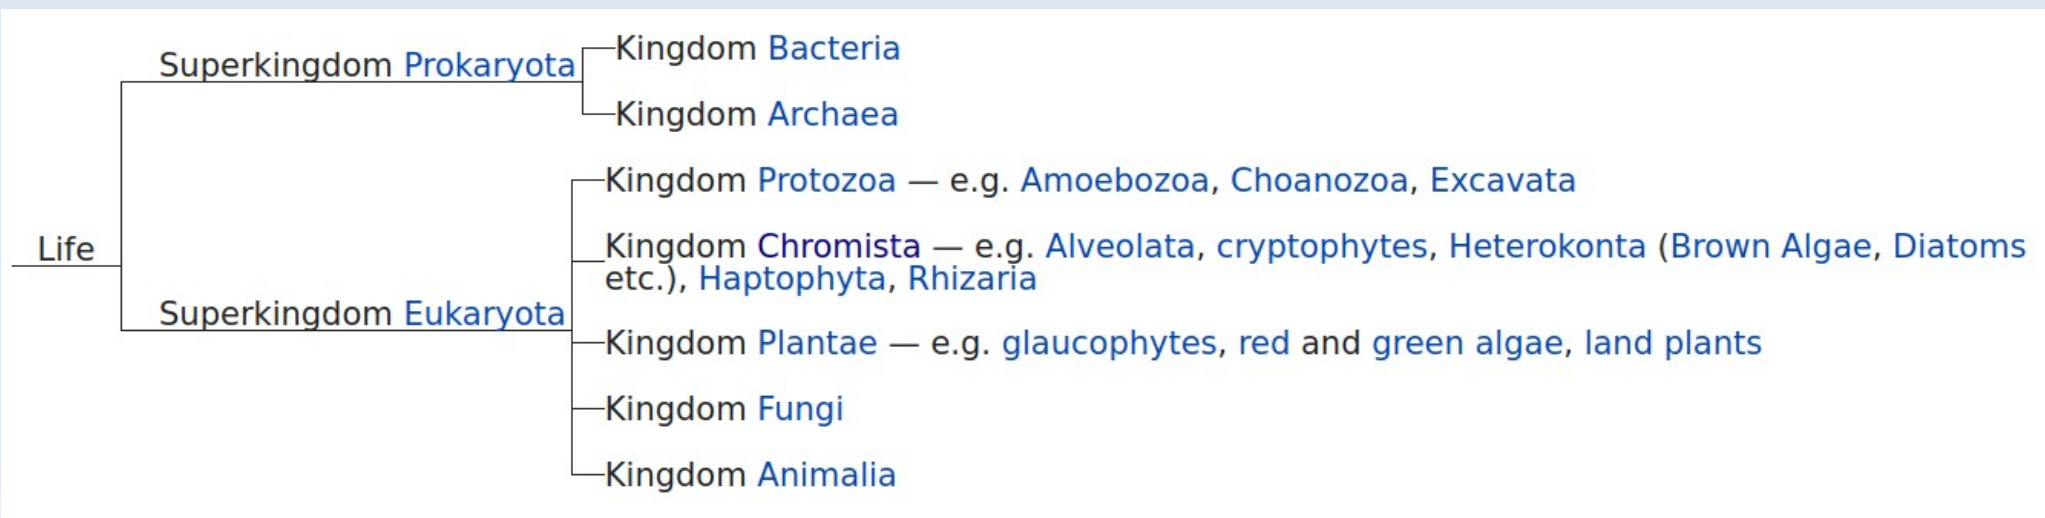 Superkingdom Prokaryota
Kingdom Bacteria
Kingdom Archaea
Life
Superkingdom Eukaryota
Kingdom Protozoa — e.g. Amoebozoa, Choanozoa, Excavata
Kingdom Chromista — e.g. Alveolata, cryptophytes, Heterokonta (Brown Algae, Diatoms
etc.), Haptophyta, Rhizaria
Kingdom Plantae — e.g. glaucophytes, red and green algae, land plants
Kingdom Fungi
Kingdom Animalia